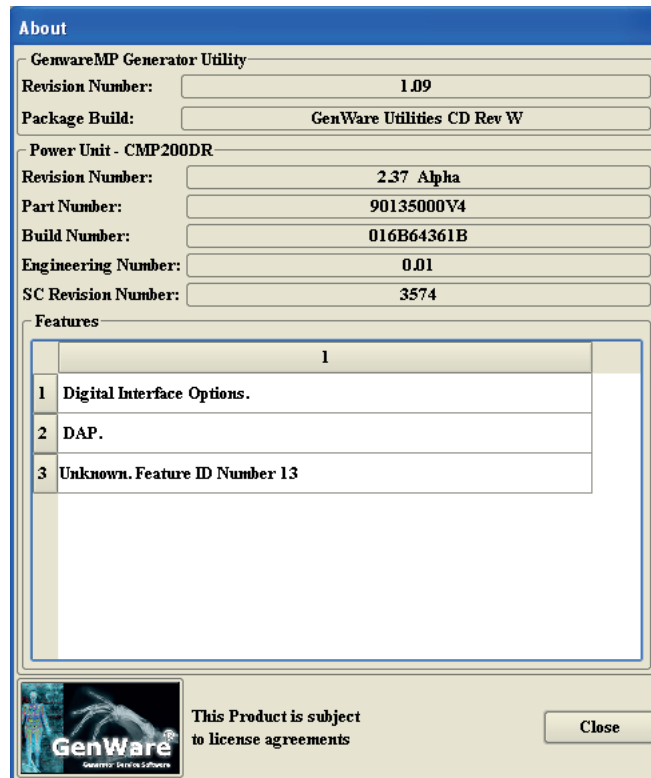 About
GenwareMP Generator Utility
Revision Number: 1.09
Package Build: GenWare Utilities CD Rev W
Power Unit - CMP200DR
Revision Number: 2.37 Alpha
Part Number: 90135000V4
Build Number: 016B64361B
Engineering Number: 0.01
SC Revision Number: 3574
Features
1
1 Digital Interface Options.
2 DAP.
3 Unknown. Feature ID Number 13
GenWare®
Generator Service Software
This Product is subject
to license agreements
Close